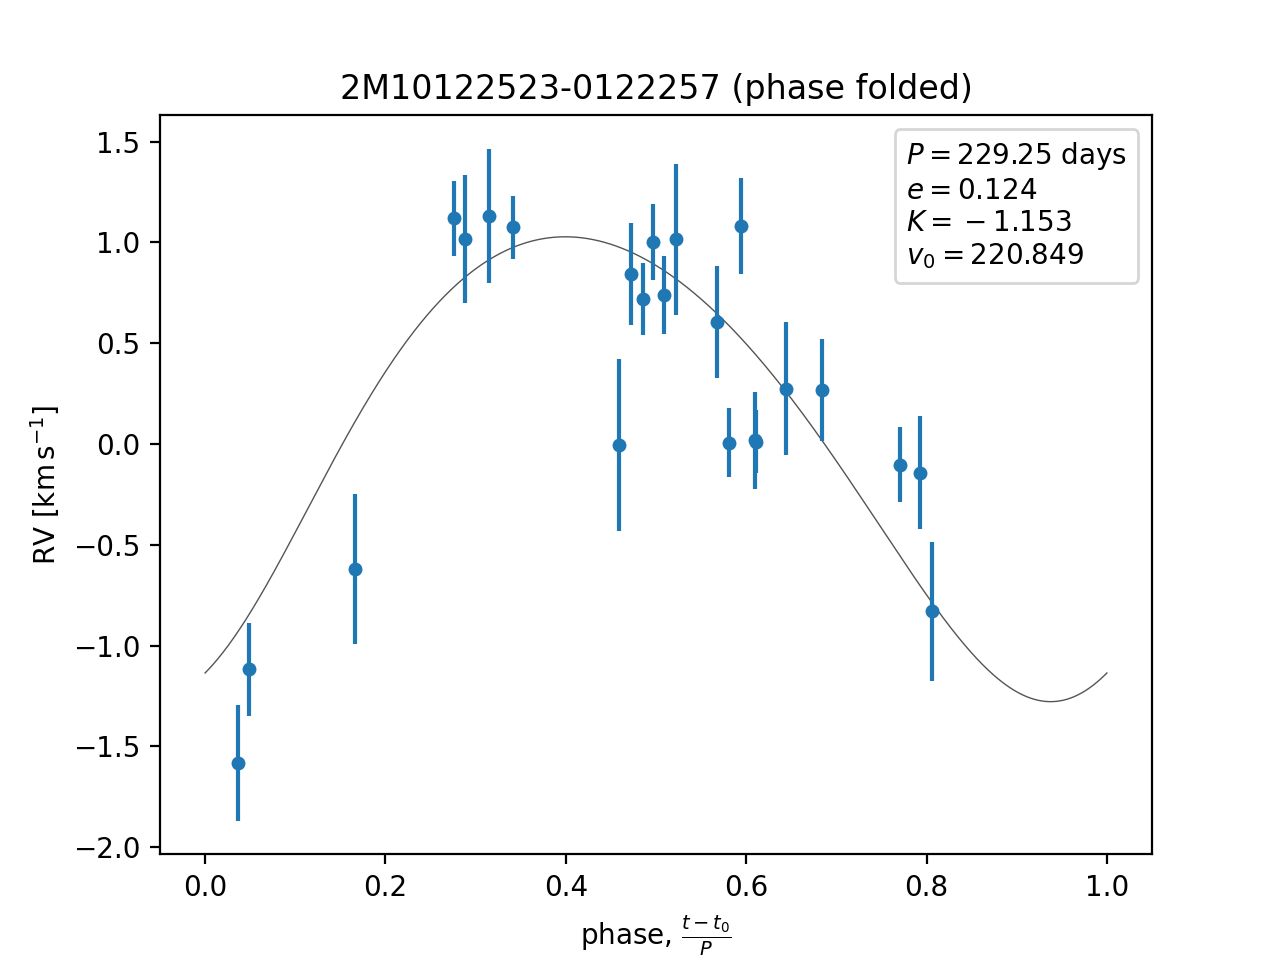 2M10122523-0122257 (phase folded)
P = 229.25 days
e = 0.124
K = −1.153
v₀ = 220.849
1.5
1.0
0.5
0.0
−0.5
−1.0
−1.5
−2.0
RV [km s⁻¹]
0.0 0.2 0.4 0.6 0.8 1.0
phase, (t − t₀)/P